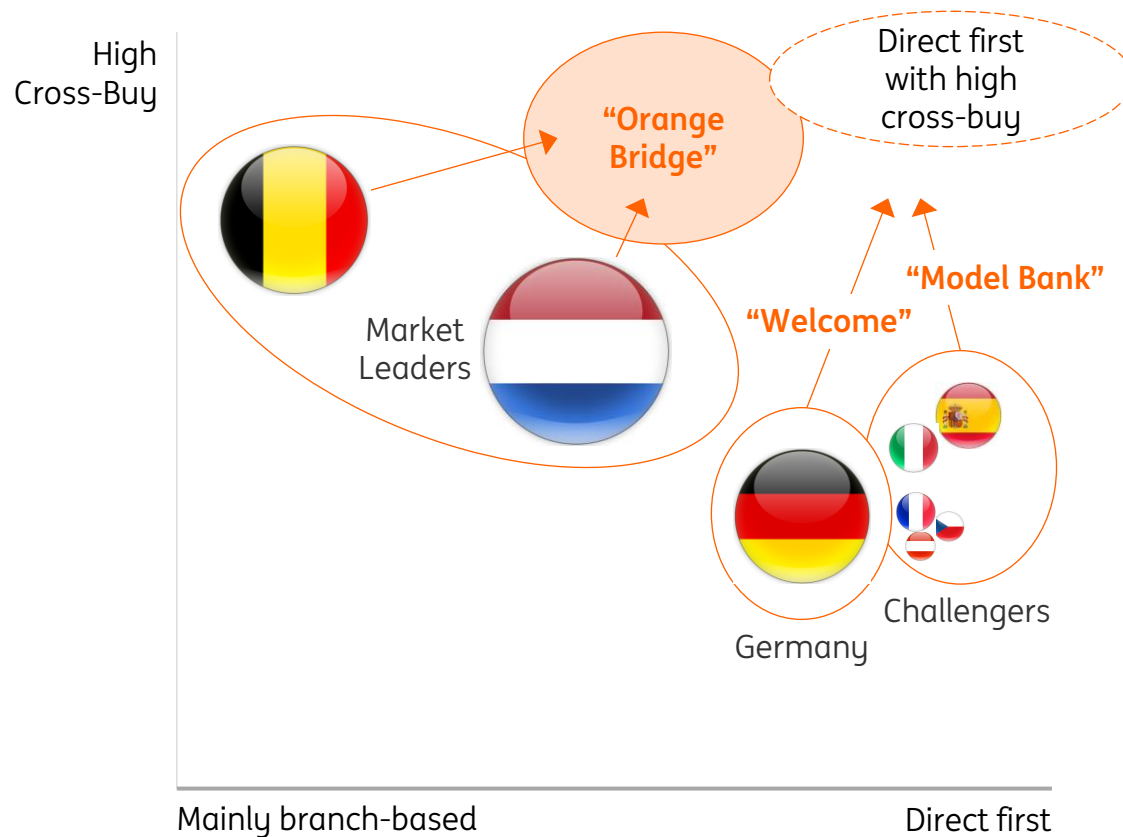 High
Cross-Buy
Direct first
with high
cross-buy
“Orange
Bridge”
“Model Bank”
“Welcome”
Market
Leaders
Challengers
Germany
Mainly branch-based
Direct first